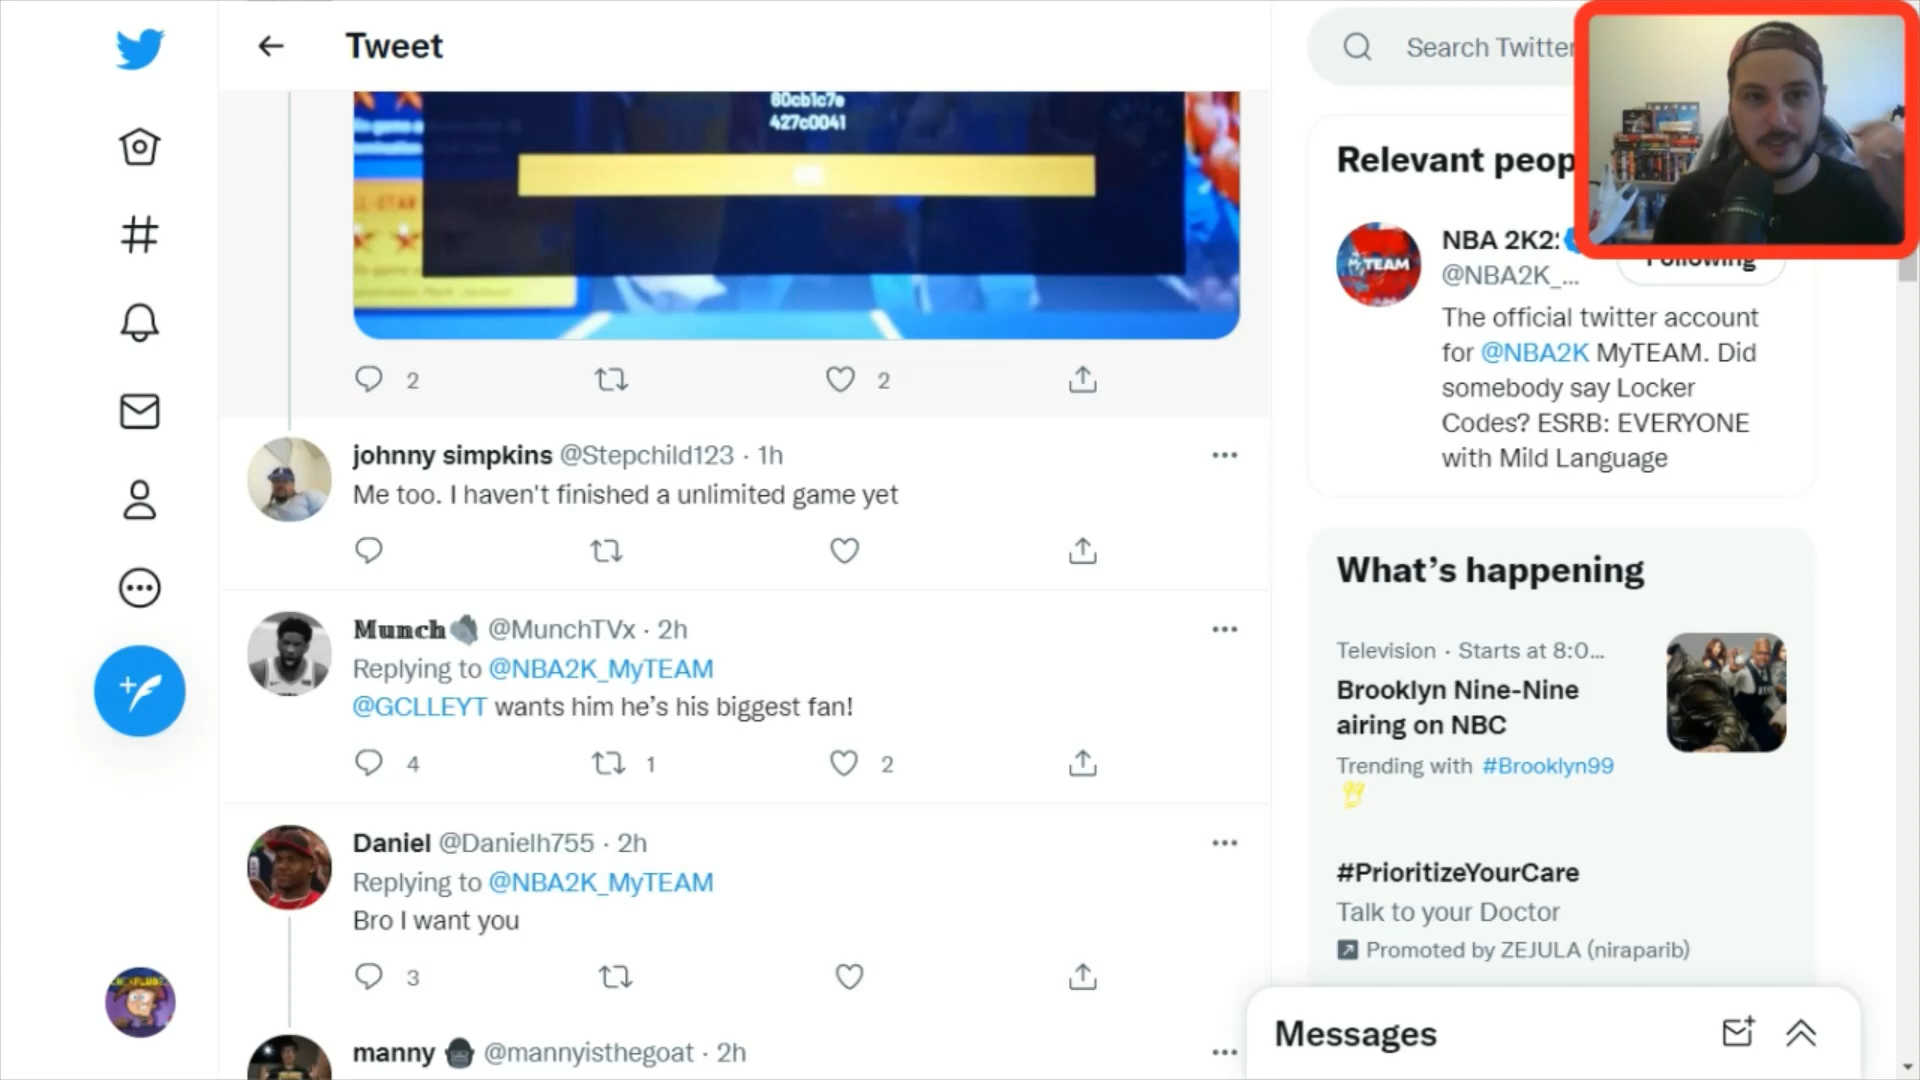 Tweet
Search Twitter
60cb1c7e
427c0041
2
2
johnny simpkins @Stepchild123 · 1h
Me too. I haven't finished a unlimited game yet
Munch @MunchTVx · 2h
Replying to @NBA2K_MyTEAM
@GCLLEYT wants him he's his biggest fan!
4
1
2
Daniel @Danielh755 · 2h
Replying to @NBA2K_MyTEAM
Bro I want you
3
manny @mannyisthegoat · 2h
Relevant peop
MyTEAM
NBA 2K2
@NBA2K_...
Following
The official twitter account
for @NBA2K MyTEAM. Did
somebody say Locker
Codes? ESRB: EVERYONE
with Mild Language
What's happening
Television · Starts at 8:0...
Brooklyn Nine-Nine
airing on NBC
Trending with #Brooklyn99
#PrioritizeYourCare
Talk to your Doctor
Promoted by ZEJULA (niraparib)
Messages